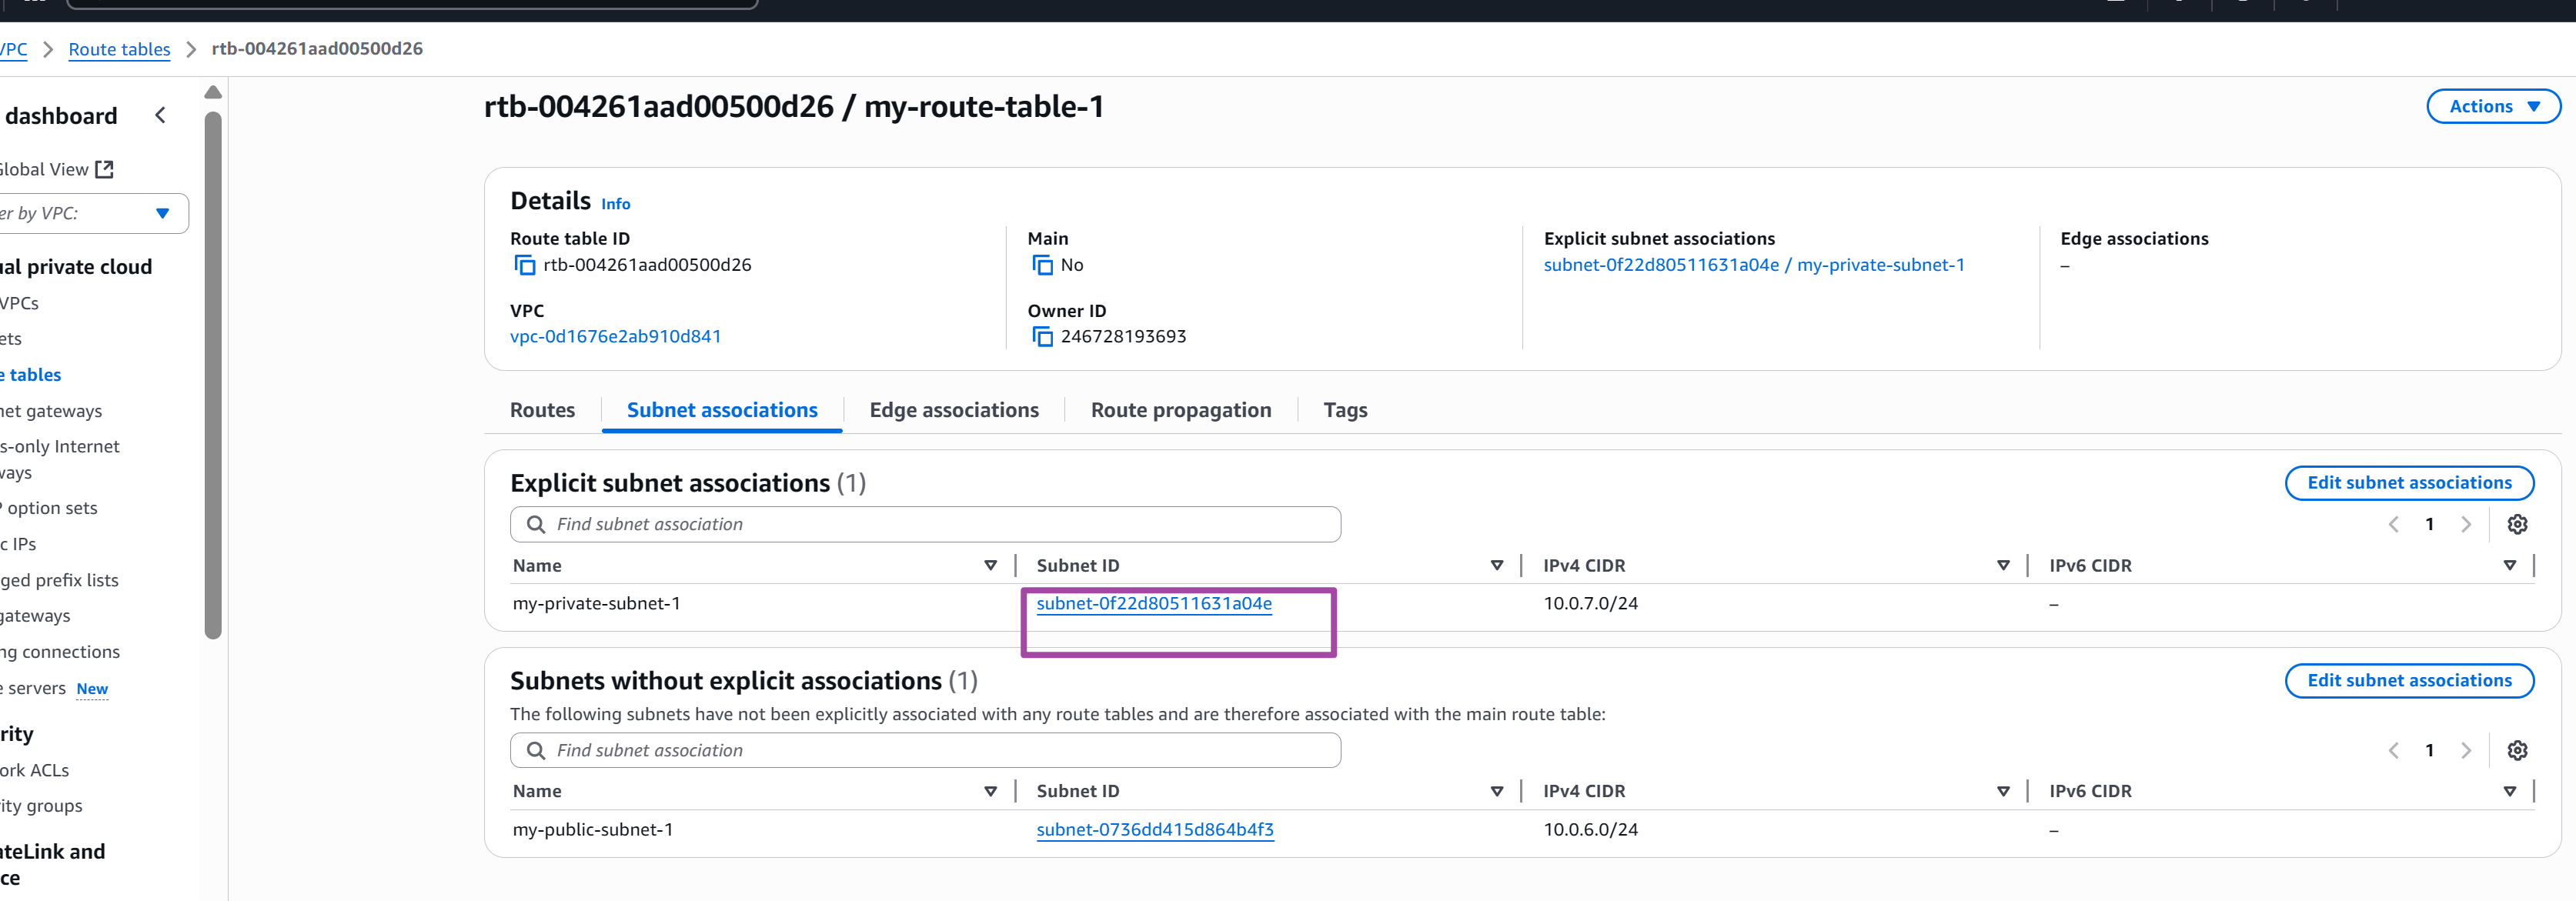 VPC > Route tables > rtb-004261aad00500d26
dashboard
Global View
er by VPC:
ual private cloud
VPCs
ets
e tables
net gateways
s-only Internet
ways
P option sets
c IPs
ged prefix lists
gateways
ng connections
e servers New
rity
ork ACLs
rity groups
ateLink and
ce
rtb-004261aad00500d26 / my-route-table-1
Actions
Details Info
Route table ID
rtb-004261aad00500d26
Main
No
Explicit subnet associations
subnet-0f22d80511631a04e / my-private-subnet-1
Edge associations
–
VPC
vpc-0d1676e2ab910d841
Owner ID
246728193693
Routes Subnet associations Edge associations Route propagation Tags
Explicit subnet associations (1)
Edit subnet associations
Find subnet association
1
Name Subnet ID IPv4 CIDR IPv6 CIDR
my-private-subnet-1 subnet-0f22d80511631a04e 10.0.7.0/24 –
Subnets without explicit associations (1)
Edit subnet associations
The following subnets have not been explicitly associated with any route tables and are therefore associated with the main route table:
Find subnet association
1
Name Subnet ID IPv4 CIDR IPv6 CIDR
my-public-subnet-1 subnet-0736dd415d864b4f3 10.0.6.0/24 –